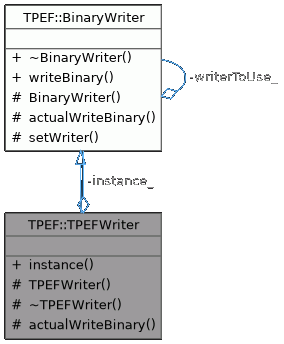 TPEF::BinaryWriter
+ ~BinaryWriter()
+ writeBinary()
# BinaryWriter()
# actualWriteBinary()
# setWriter()
-writerToUse_
-instance_
TPEF::TPEFWriter
+ instance()
# TPEFWriter()
# ~TPEFWriter()
# actualWriteBinary()